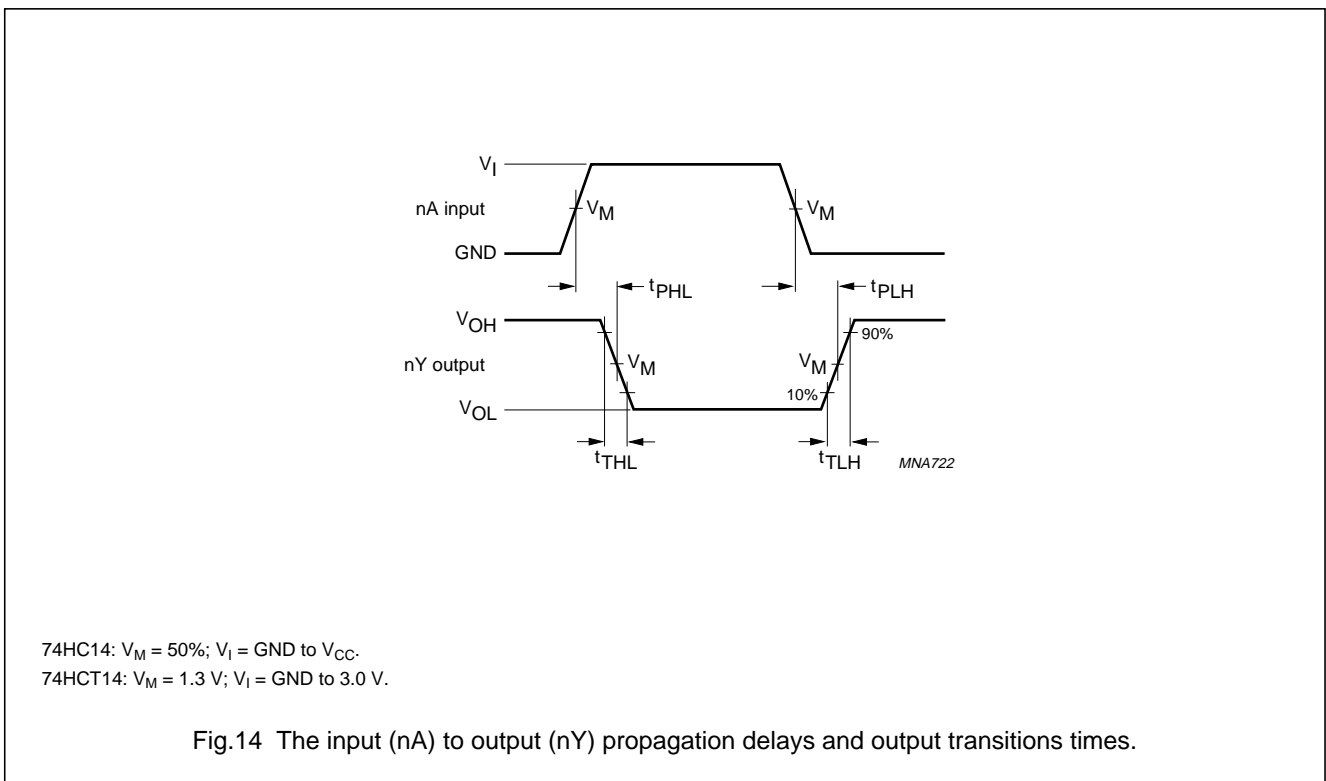 V_I
nA input
V_M V_M
GND
t_PHL t_PLH
V_OH
90%
nY output
V_M V_M
10%
V_OL
t_THL t_TLH MNA722
74HC14: V_M = 50%; V_I = GND to V_CC.
74HCT14: V_M = 1.3 V; V_I = GND to 3.0 V.
Fig.14 The input (nA) to output (nY) propagation delays and output transitions times.